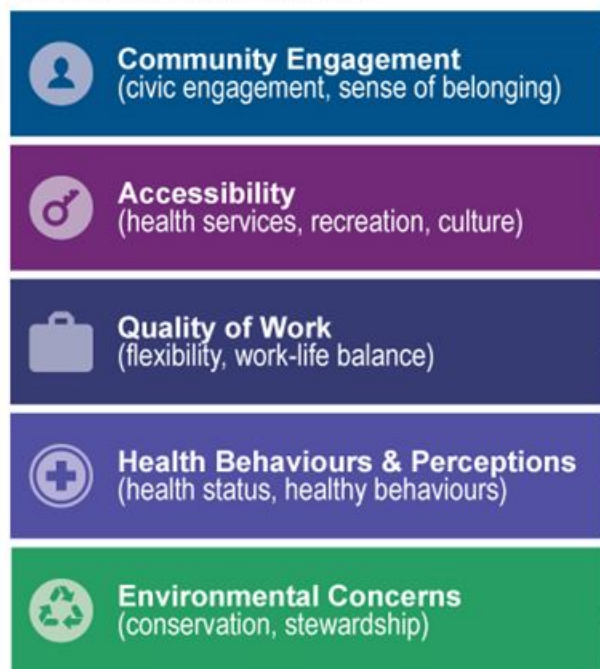 Community Engagement
(civic engagement, sense of belonging)
Accessibility
(health services, recreation, culture)
Quality of Work
(flexibility, work-life balance)
Health Behaviours & Perceptions
(health status, healthy behaviours)
Environmental Concerns
(conservation, stewardship)